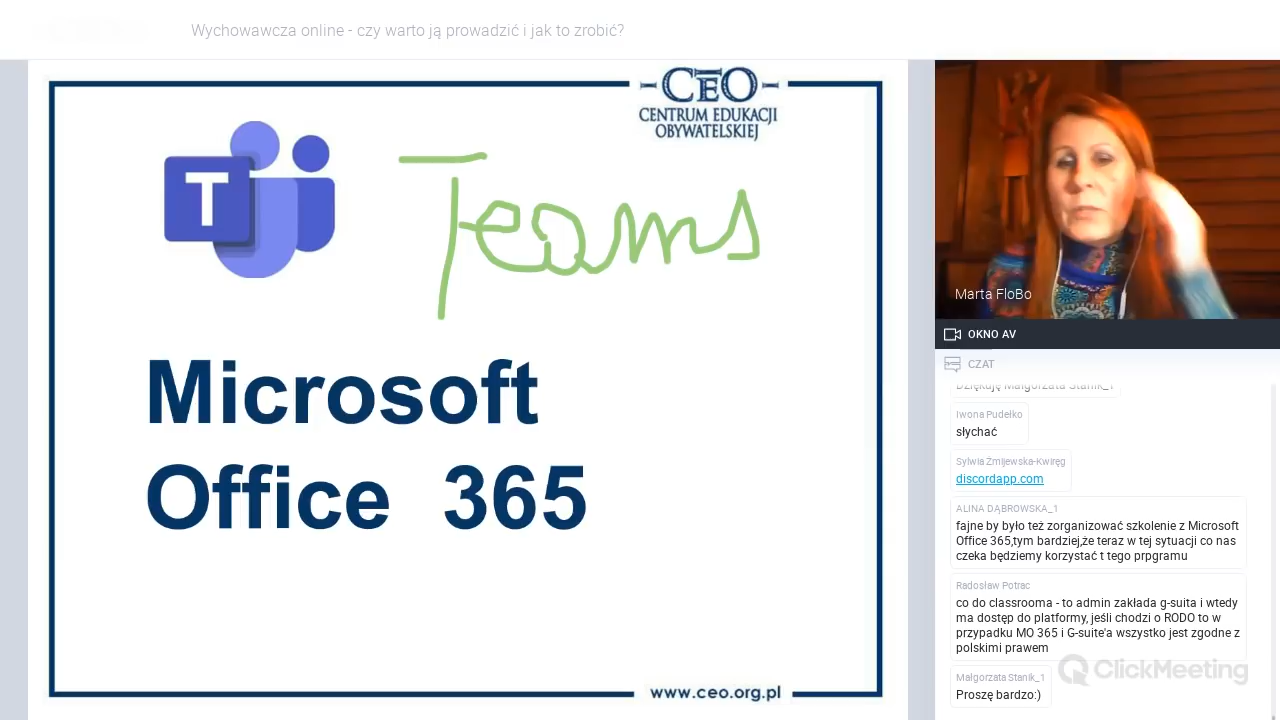 Wychowawcza online - czy warto ją prowadzić i jak to zrobić?
CEO
CENTRUM EDUKACJI
OBYWATELSKIEJ
T
Teams
Microsoft
Office 365
www.ceo.org.pl
Marta FloBo
OKNO AV
CZAT
Dziękuję Małgorzata Stanik_1
Iwona Pudełko
słychać
Sylwia Żmijewska-Kwiręg
discordapp.com
ALINA DĄBROWSKA_1
fajne by było też zorganizować szkolenie z Microsoft
Office 365,tym bardziej,że teraz w tej sytuacji co nas
czeka będziemy korzystać t tego prpgramu
Radosław Potrac
co do classrooma - to admin zakłada g-suita i wtedy
ma dostęp do platformy, jeśli chodzi o RODO to w
przypadku MO 365 i G-suite'a wszystko jest zgodne z
polskimi prawem
Małgorzata Stanik_1
Proszę bardzo:)
ClickMeeting